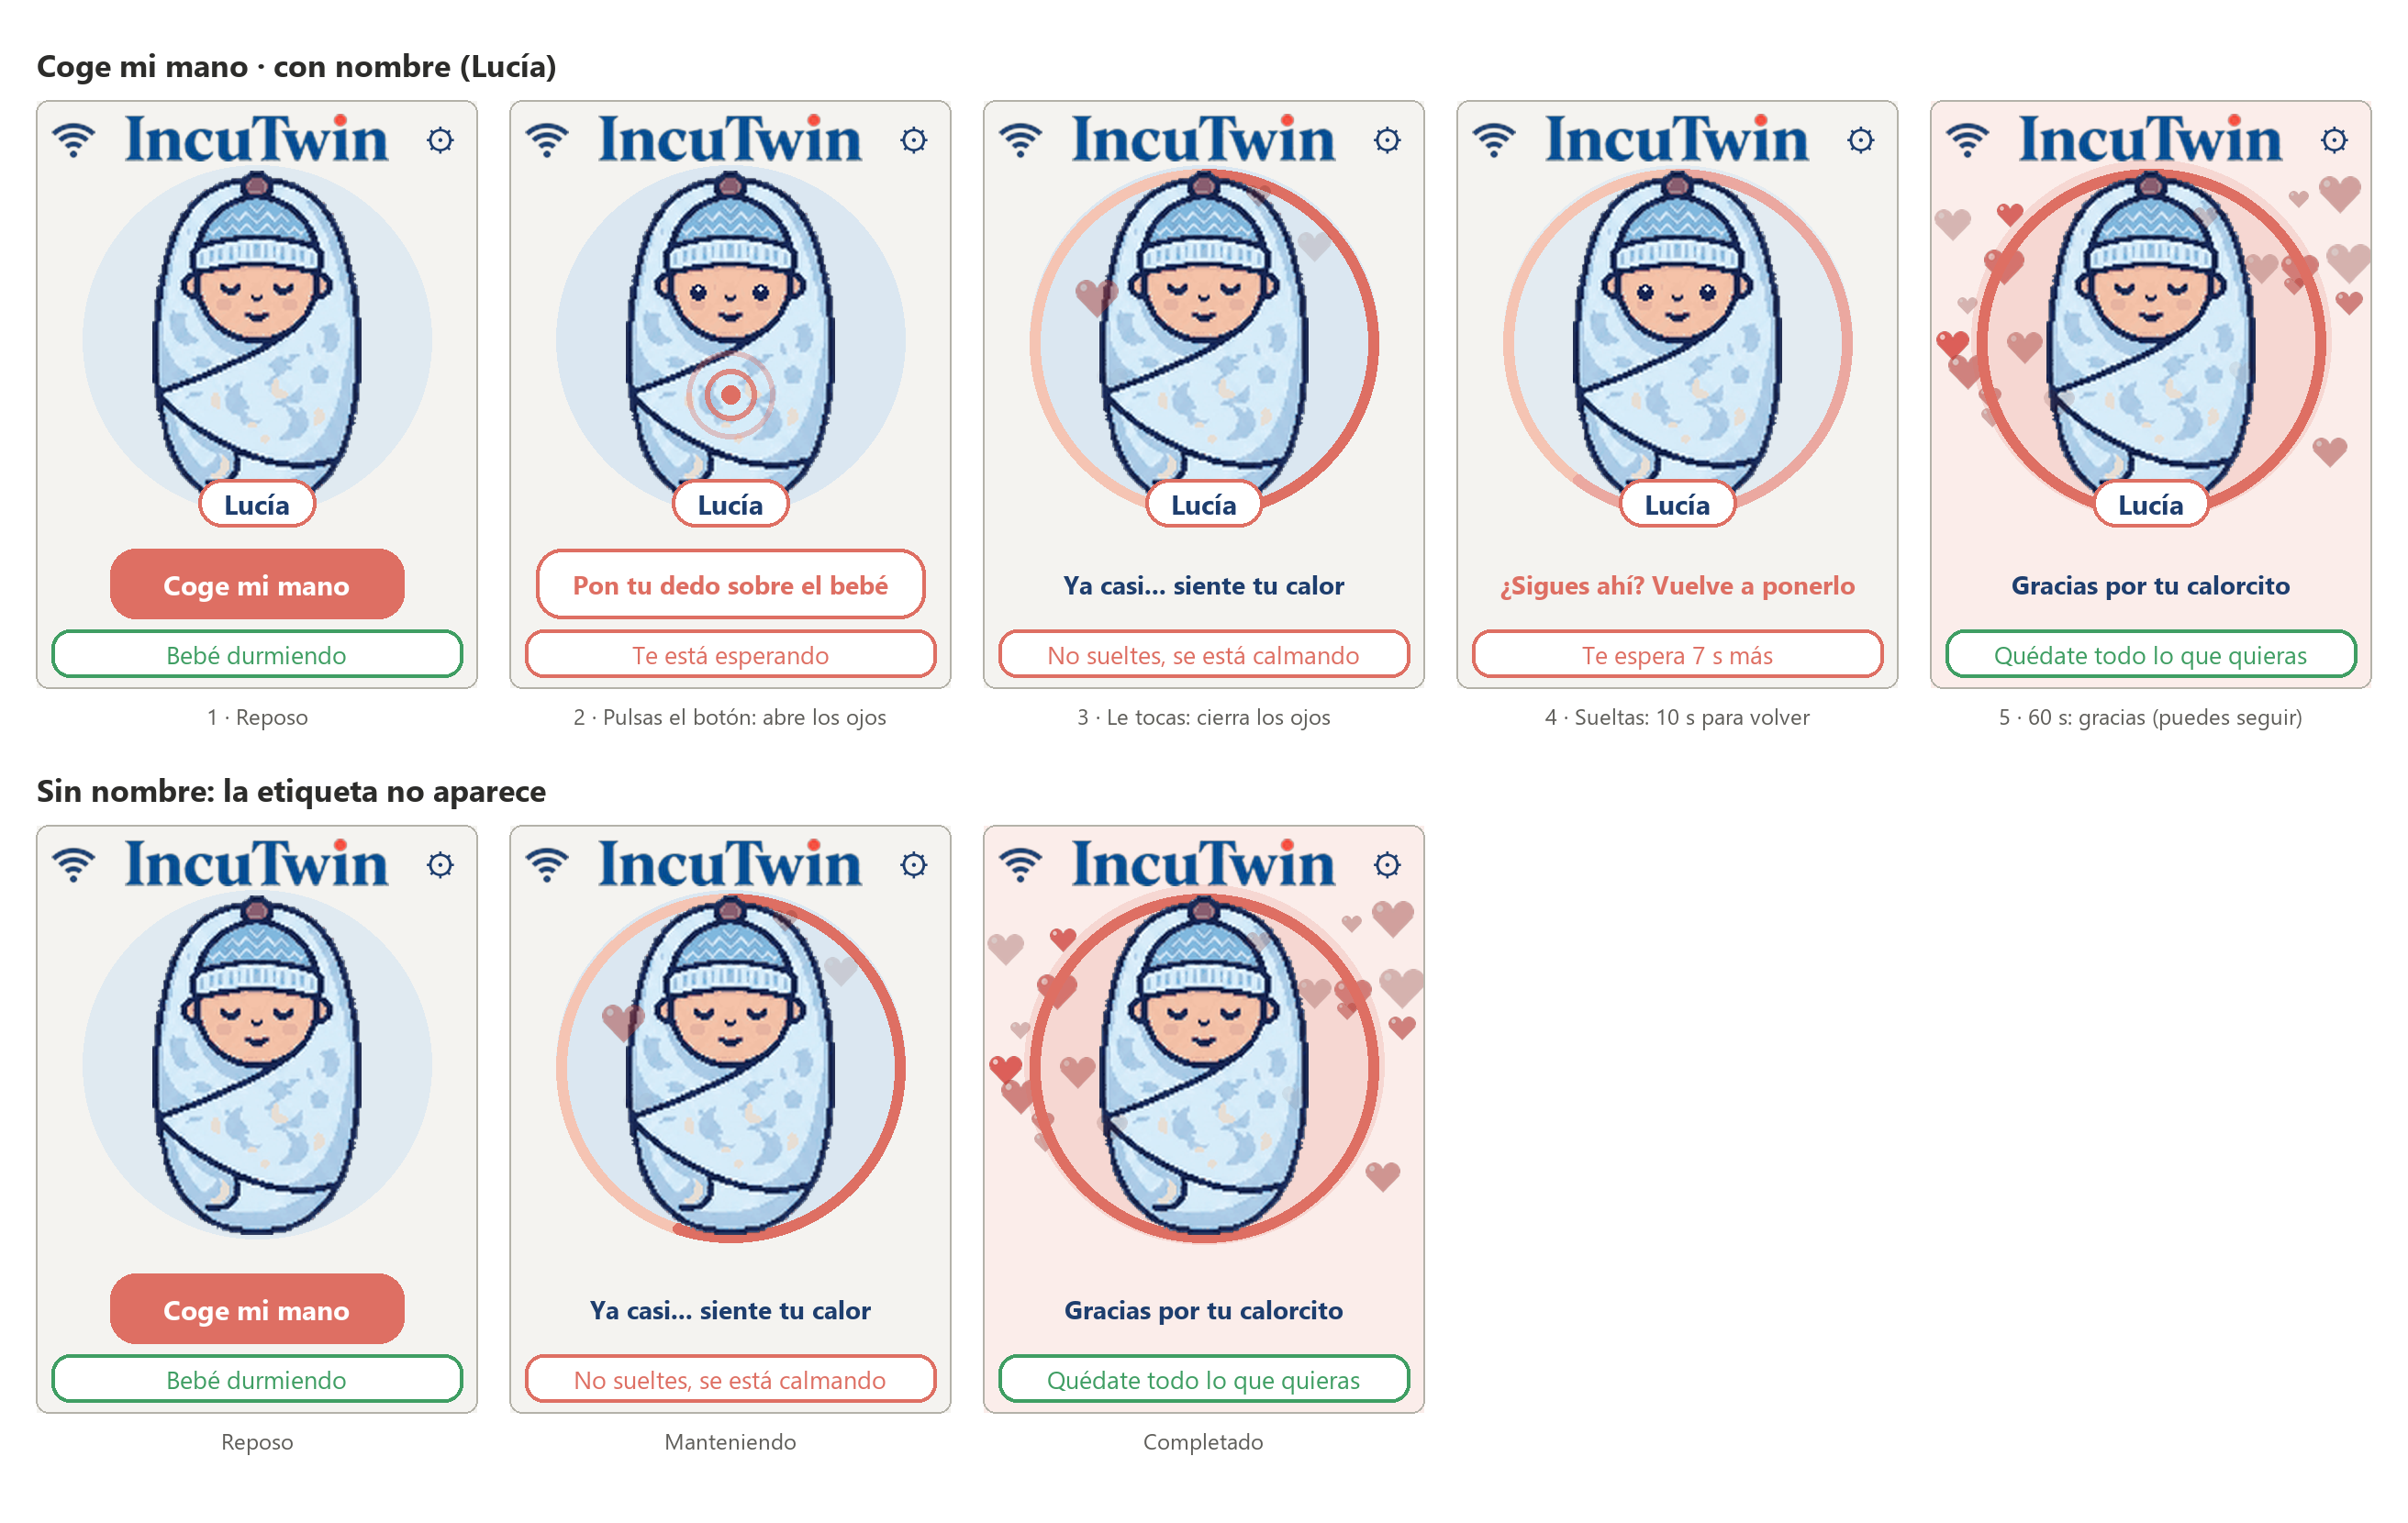 Coge mi mano · con nombre (Lucía)
IncuTwin
Lucía
Coge mi mano
Bebé durmiendo
1 · Reposo
IncuTwin
Lucía
Pon tu dedo sobre el bebé
Te está esperando
2 · Pulsas el botón: abre los ojos
IncuTwin
Lucía
Ya casi... siente tu calor
No sueltes, se está calmando
3 · Le tocas: cierra los ojos
IncuTwin
Lucía
¿Sigues ahí? Vuelve a ponerlo
Te espera 7 s más
4 · Sueltas: 10 s para volver
IncuTwin
Lucía
Gracias por tu calorcito
Quédate todo lo que quieras
5 · 60 s: gracias (puedes seguir)
Sin nombre: la etiqueta no aparece
IncuTwin
Coge mi mano
Bebé durmiendo
Reposo
IncuTwin
Ya casi... siente tu calor
No sueltes, se está calmando
Manteniendo
IncuTwin
Gracias por tu calorcito
Quédate todo lo que quieras
Completado